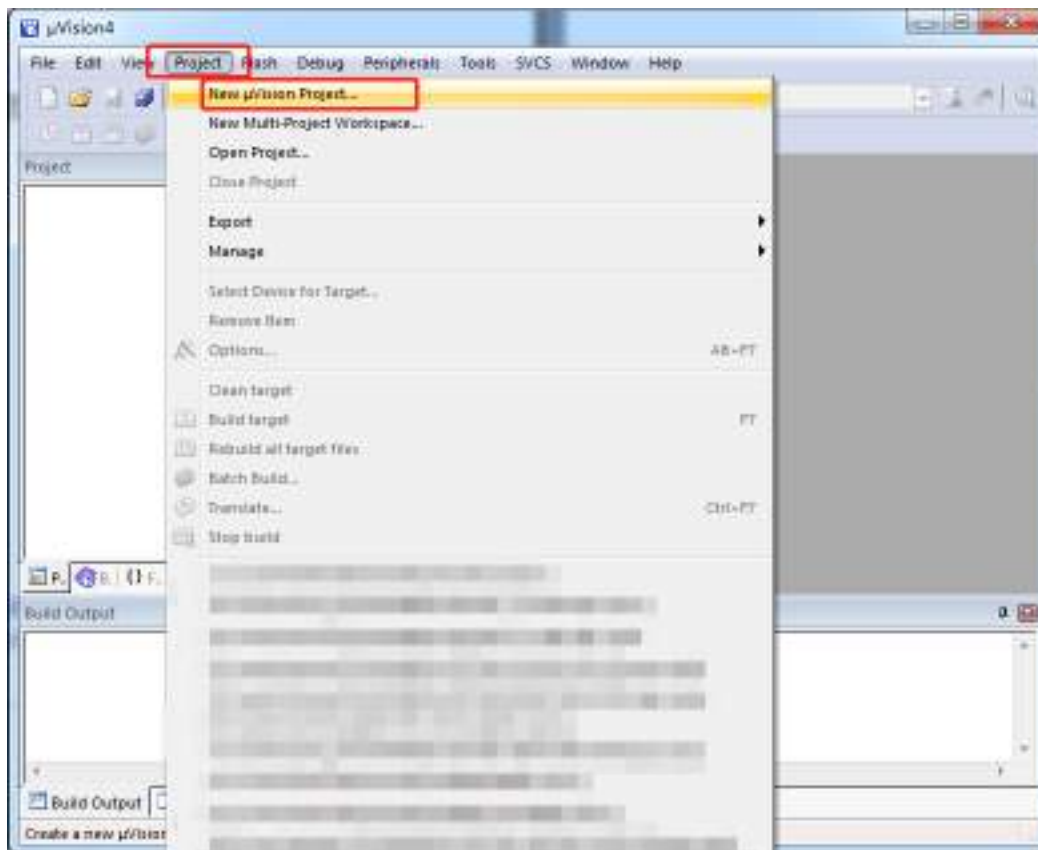 µVision4
File Edit View Project Flash Debug Peripherals Tools SVCS Window Help
New µVision Project...
New Multi-Project Workspace...
Open Project...
Close Project
Project
Export
Manage
Select Device for Target...
Remove Item
Options... Alt+F7
Clean target
Build target F7
Rebuild all target files
Batch Build...
Translate... Ctrl+F7
Stop build
P.. B.. {} F..
Build Output
Build Output
Create a new µVision